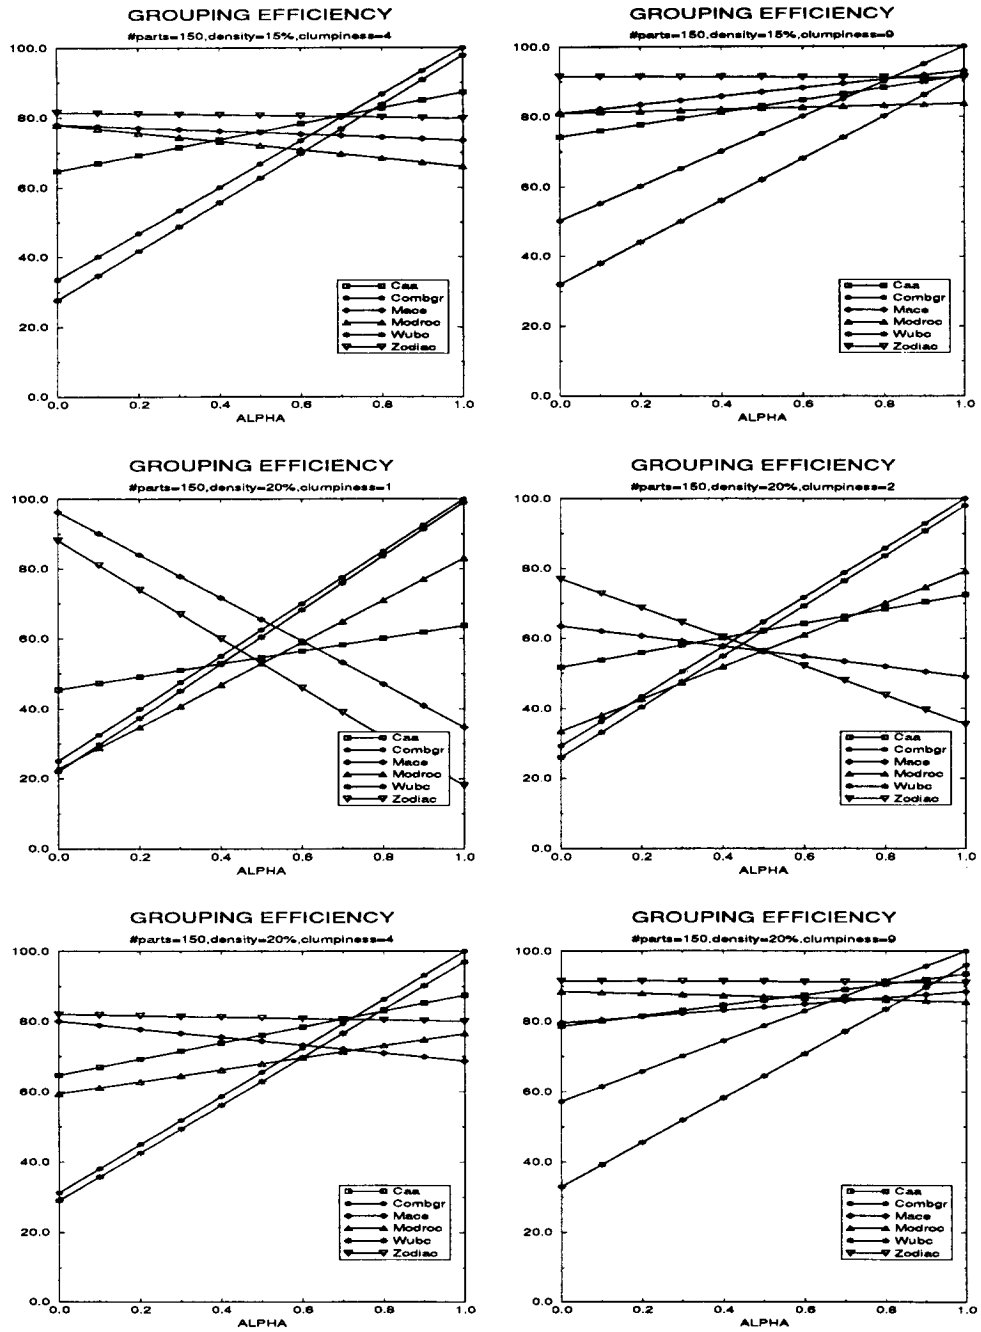 GROUPING EFFICIENCY
#parts=150,density=15%,clumpiness=4
100.0
80.0
60.0
40.0
20.0
0.0
0.0 0.2 0.4 0.6 0.8 1.0
ALPHA
Caa
Combgr
Mace
Modroc
Wubc
Zodiac
GROUPING EFFICIENCY
#parts=150,density=15%,clumpiness=9
100.0
80.0
60.0
40.0
20.0
0.0
0.0 0.2 0.4 0.6 0.8 1.0
ALPHA
Caa
Combgr
Mace
Modroc
Wubc
Zodiac
GROUPING EFFICIENCY
#parts=150,density=20%,clumpiness=1
100.0
80.0
60.0
40.0
20.0
0.0
0.0 0.2 0.4 0.6 0.8 1.0
ALPHA
Caa
Combgr
Mace
Modroc
Wubc
Zodiac
GROUPING EFFICIENCY
#parts=150,density=20%,clumpiness=2
100.0
80.0
60.0
40.0
20.0
0.0
0.0 0.2 0.4 0.6 0.8 1.0
ALPHA
Caa
Combgr
Mace
Modroc
Wubc
Zodiac
GROUPING EFFICIENCY
#parts=150,density=20%,clumpiness=4
100.0
80.0
60.0
40.0
20.0
0.0
0.0 0.2 0.4 0.6 0.8 1.0
ALPHA
Caa
Combgr
Mace
Modroc
Wubc
Zodiac
GROUPING EFFICIENCY
#parts=150,density=20%,clumpiness=9
100.0
80.0
60.0
40.0
20.0
0.0
0.0 0.2 0.4 0.6 0.8 1.0
ALPHA
Caa
Combgr
Mace
Modroc
Wubc
Zodiac